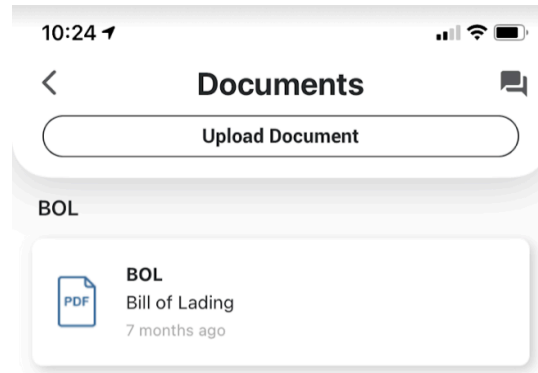 10:24
Documents
Upload Document
BOL
BOL
PDF
Bill of Lading
7 months ago